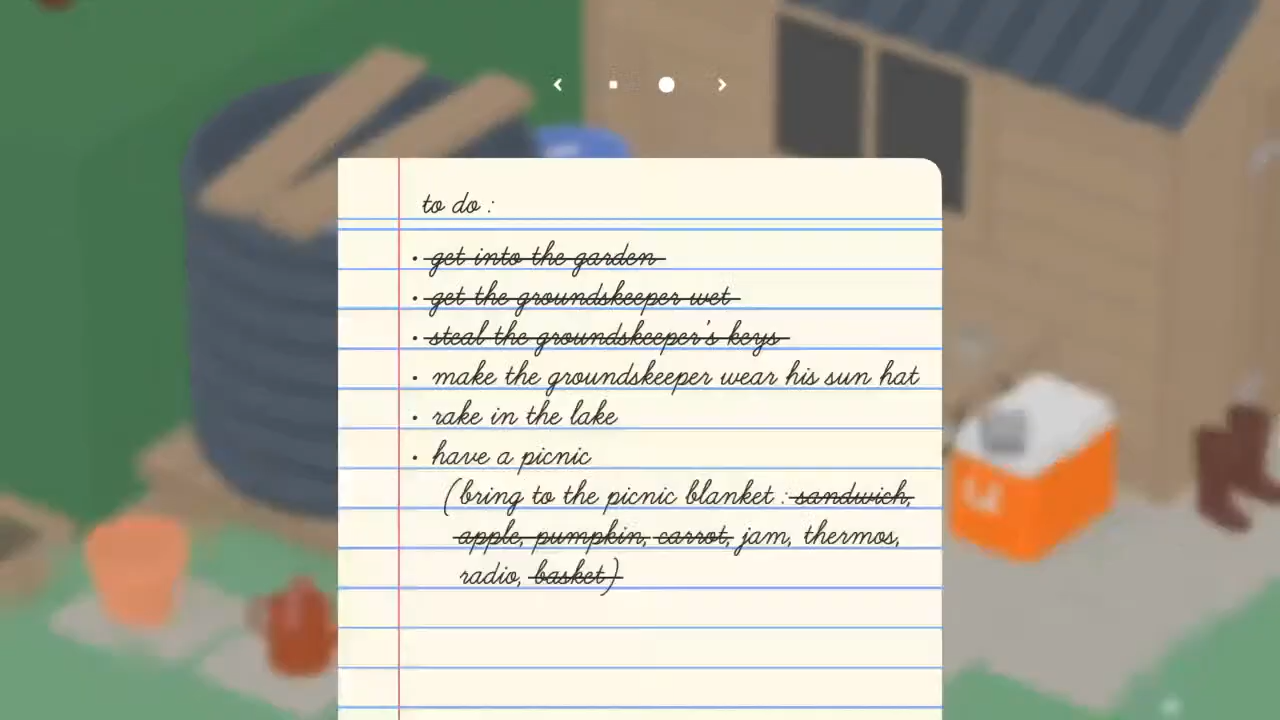 to do :
• get into the garden
• get the groundskeeper wet
• steal the groundskeeper's keys
• make the groundskeeper wear his sun hat
• rake in the lake
• have a picnic
(bring to the picnic blanket : sandwich,
apple, pumpkin, carrot, jam, thermos,
radio, basket)